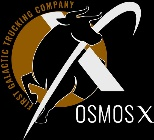 FIRST GALACTIC TRUCKING COMPANY
OSMOS X